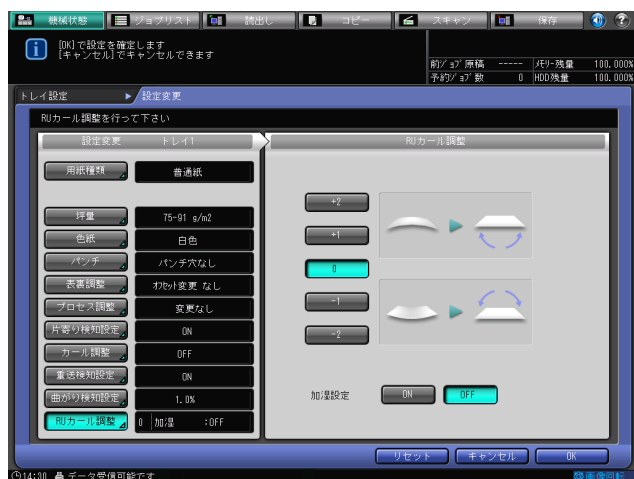 機械状態 ジョブリスト 読出し コピー スキャン 保存
[OK]で設定を確定します
[キャンセル]でキャンセルできます
前ジョブ原稿 ----- メモリー残量 100.000%
予約ジョブ数 0 HDD残量 100.000%
トレイ設定 設定変更
RUカール調整を行って下さい
設定変更 トレイ1
RUカール調整
用紙種類 普通紙
坪量 75-91 g/m2
色紙 白色
パンチ パンチ穴なし
表裏調整 オフセット変更 なし
プロセス調整 変更なし
片寄り検知設定 ON
カール調整 OFF
重送検知設定 ON
曲がり検知設定 1.0%
RUカール調整 0 加湿 :OFF
+2
+1
0
-1
-2
加湿設定 ON OFF
リセット キャンセル OK
14:30 データ受信可能です 画像回転